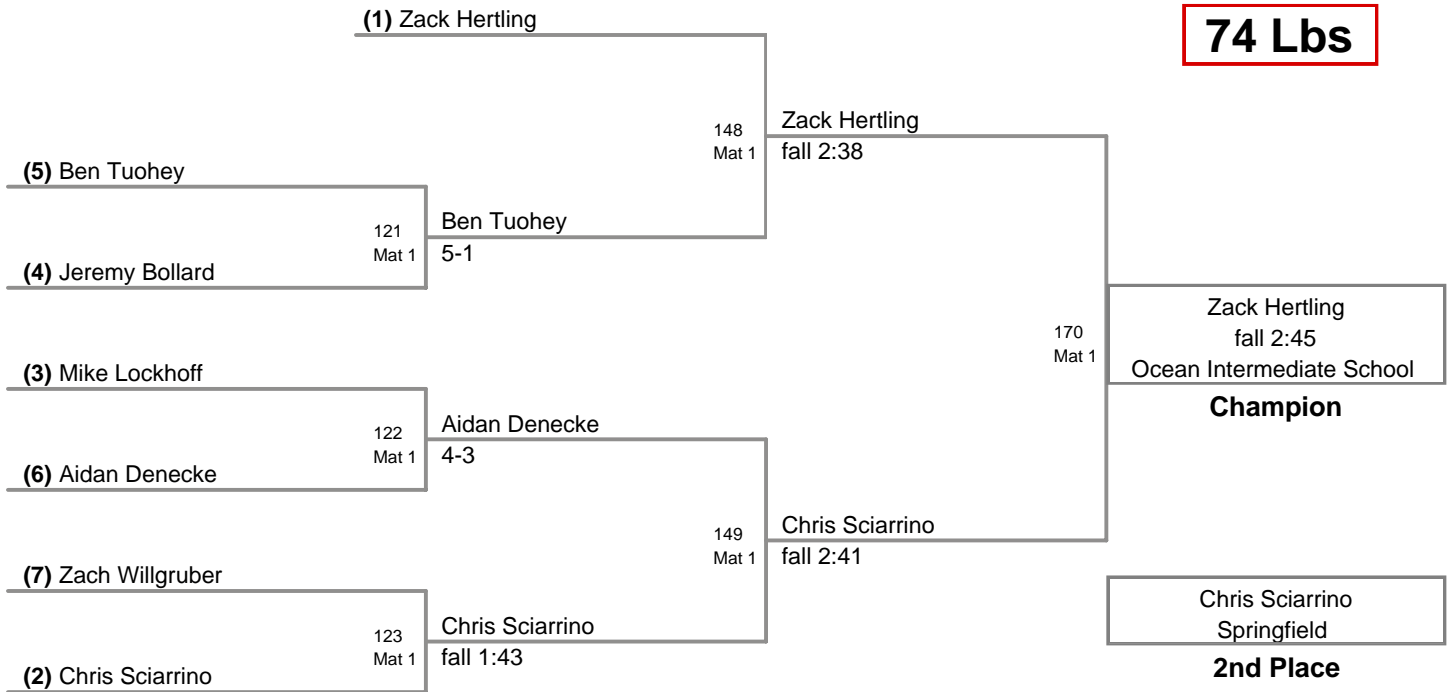 (1) Zack Hertling
74 Lbs
148
Mat 1
Zack Hertling
fall 2:38
(5) Ben Tuohey
121
Mat 1
Ben Tuohey
5-1
(4) Jeremy Bollard
170
Mat 1
Zack Hertling
fall 2:45
Ocean Intermediate School
Champion
(3) Mike Lockhoff
122
Mat 1
Aidan Denecke
4-3
(6) Aidan Denecke
149
Mat 1
Chris Sciarrino
fall 2:41
(7) Zach Willgruber
123
Mat 1
Chris Sciarrino
fall 1:43
(2) Chris Sciarrino
Chris Sciarrino
Springfield
2nd Place